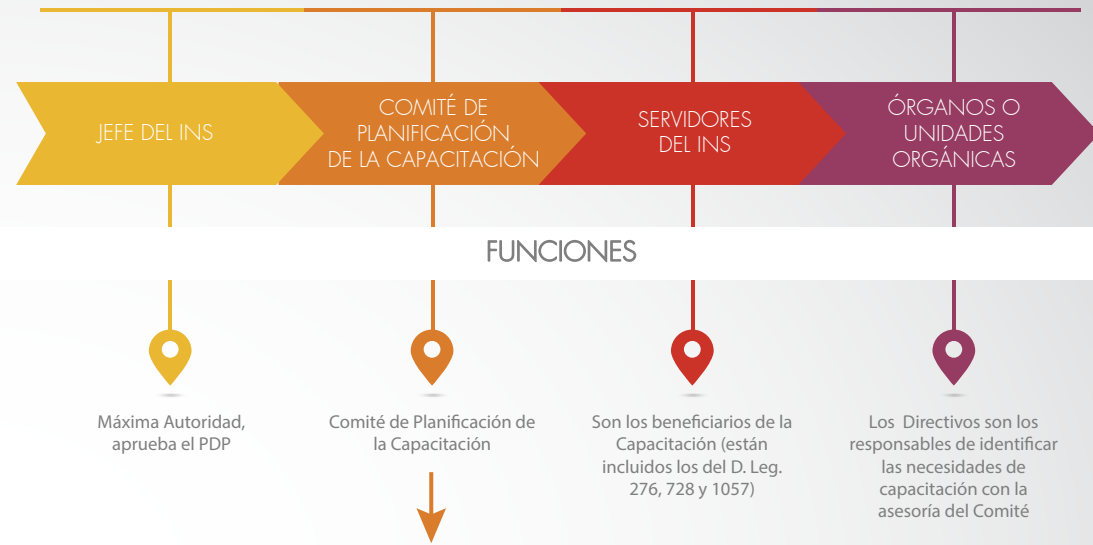 JEFE DEL INS
COMITÉ DE
PLANIFICACIÓN
DE LA CAPACITACIÓN
SERVIDORES
DEL INS
ÓRGANOS O
UNIDADES
ORGÁNICAS
FUNCIONES
Máxima Autoridad,
aprueba el PDP
Comité de Planificación de
la Capacitación
Son los beneficiarios de la
Capacitación (están
incluidos los del D. Leg.
276, 728 y 1057)
Los Directivos son los
responsables de identificar
las necesidades de
capacitación con la
asesoría del Comité